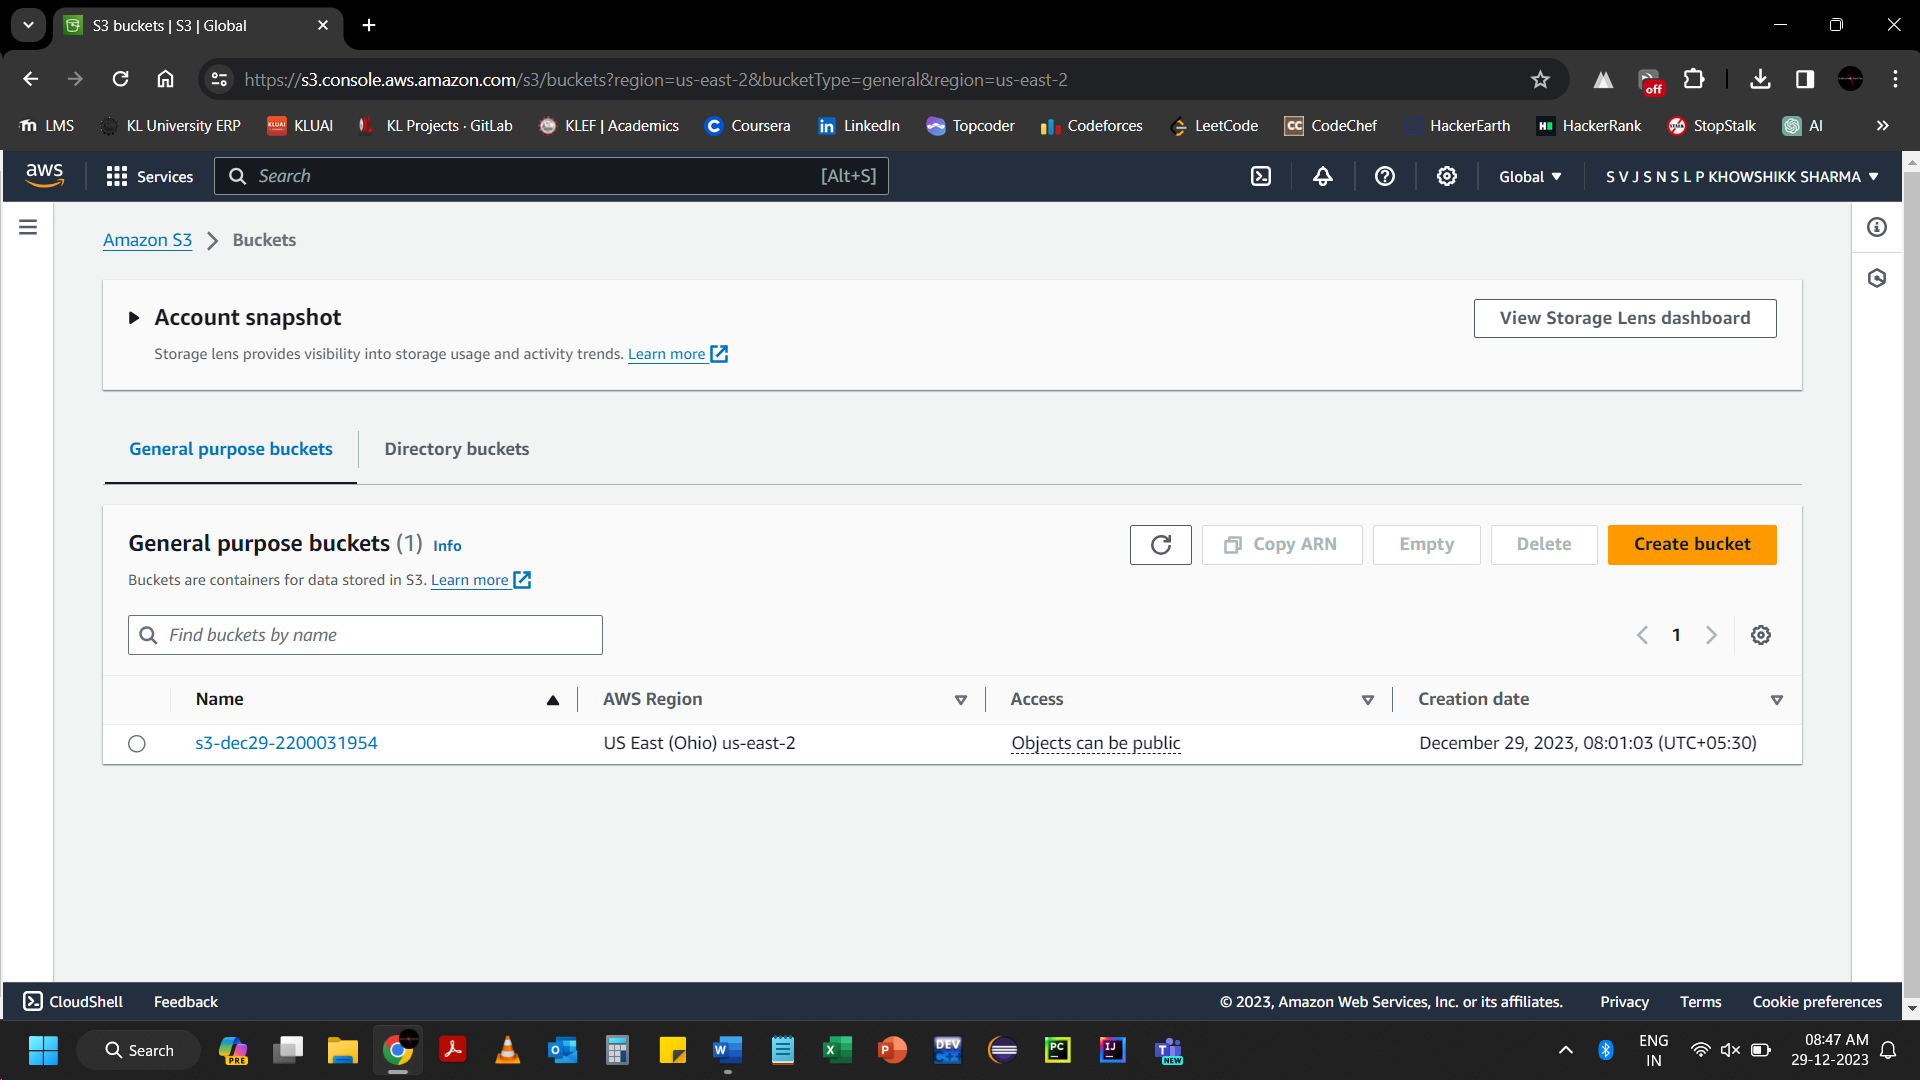 S3 buckets | S3 | Global
https://s3.console.aws.amazon.com/s3/buckets?region=us-east-2&bucketType=general&region=us-east-2
off
LMS KL University ERP KLUAI KL Projects · GitLab KLEF | Academics Coursera LinkedIn Topcoder Codeforces LeetCode CodeChef HackerEarth HackerRank StopStalk AI
aws Services Search [Alt+S] Global S V J S N S L P KHOWSHIKK SHARMA
Amazon S3 Buckets
Account snapshot
View Storage Lens dashboard
Storage lens provides visibility into storage usage and activity trends. Learn more
General purpose buckets Directory buckets
General purpose buckets (1) Info
Copy ARN Empty Delete Create bucket
Buckets are containers for data stored in S3. Learn more
Find buckets by name
1
Name AWS Region Access Creation date
s3-dec29-2200031954 US East (Ohio) us-east-2 Objects can be public December 29, 2023, 08:01:03 (UTC+05:30)
CloudShell Feedback © 2023, Amazon Web Services, Inc. or its affiliates. Privacy Terms Cookie preferences
Search
ENG
IN
08:47 AM
29-12-2023